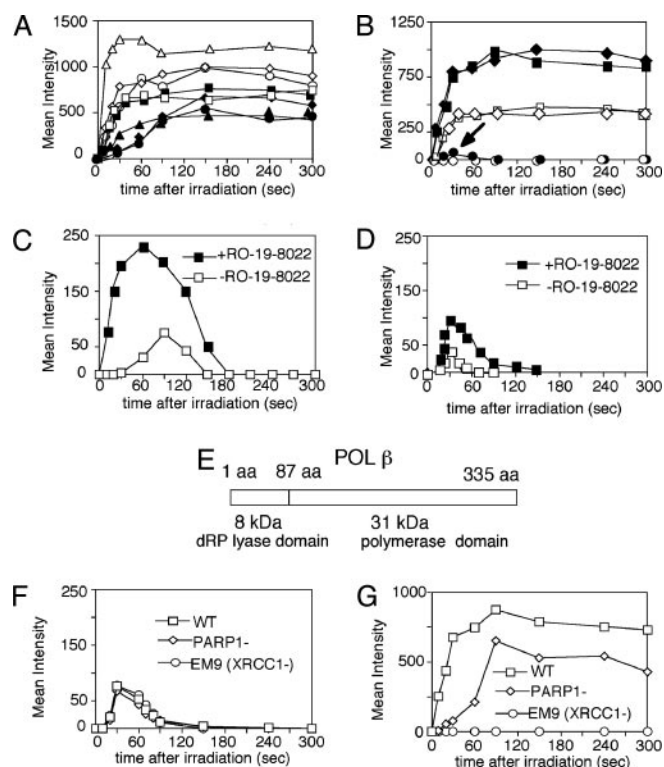 A
1500
1000
500
0
Mean Intensity
0 60 120 180 240 300
time after irradiation (sec)
B
1250
750
250
0
Mean Intensity
0 60 120 180 240 300
time after irradiation (sec)
C
250
150
50
0
Mean Intensity
+RO-19-8022
-RO-19-8022
0 60 120 180 240 300
time after irradiation (sec)
D
250
150
50
0
Mean Intensity
+RO-19-8022
-RO-19-8022
0 60 120 180 240 300
time after irradiation (sec)
E
POL β
1 aa 87 aa 335 aa
8 kDa 31 kDa
dRP lyase domain polymerase domain
F
250
150
50
0
Mean Intensity
WT
PARP1-
EM9 (XRCC1-)
0 60 120 180 240 300
time after irradiation (sec)
G
1000
500
0
Mean Intensity
WT
PARP1-
EM9 (XRCC1-)
0 60 120 180 240 300
time after irradiation (sec)